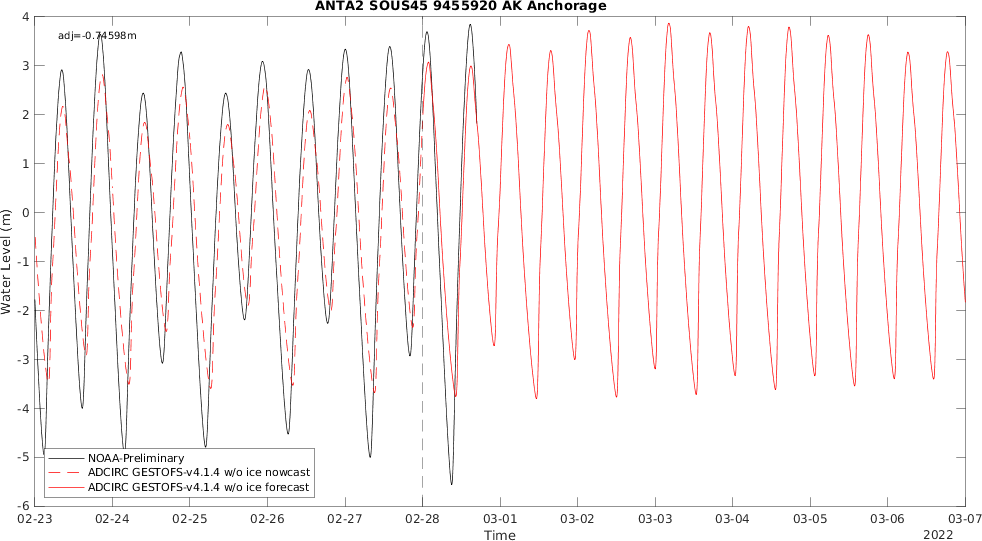 ANTA2 SOUS45 9455920 AK Anchorage
adj=-0.74598m
4
3
2
1
0
-1
-2
-3
-4
-5
-6
Water Level (m)
NOAA-Preliminary
ADCIRC GESTOFS-v4.1.4 w/o ice nowcast
ADCIRC GESTOFS-v4.1.4 w/o ice forecast
02-23 02-24 02-25 02-26 02-27 02-28 03-01 03-02 03-03 03-04 03-05 03-06 03-07
Time
2022